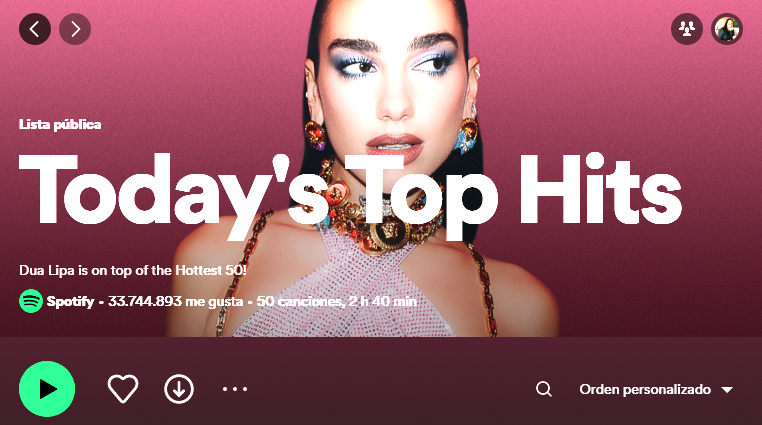 Lista pública
Today's Top Hits
Dua Lipa is on top of the Hottest 50!
Spotify • 33.744.893 me gusta • 50 canciones, 2 h 40 min
Orden personalizado